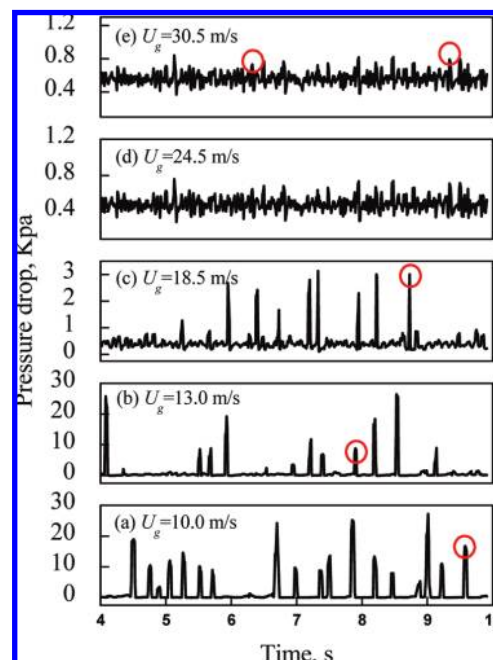 1.2
(e) Ug=30.5 m/s
0.8
0.4
1.2
(d) Ug=24.5 m/s
0.8
0.4
Pressure drop, Kpa
3
(c) Ug=18.5 m/s
2
1
0
30
(b) Ug=13.0 m/s
20
10
0
30
(a) Ug=10.0 m/s
20
10
0
4 5 6 7 8 9 1
Time, s